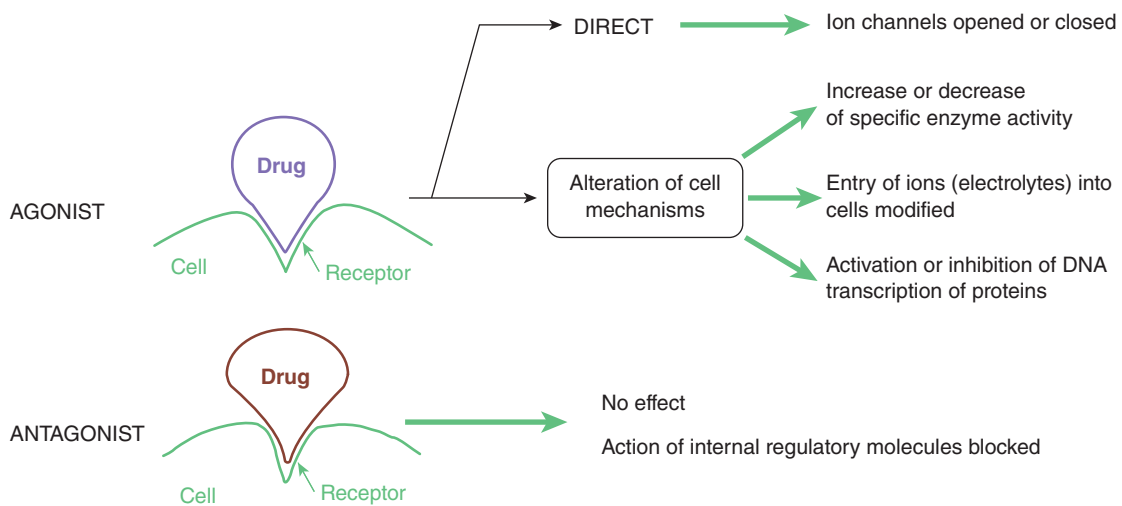 DIRECT
Ion channels opened or closed
Increase or decrease
of specific enzyme activity
Drug
AGONIST
Alteration of cell
mechanisms
Entry of ions (electrolytes) into
cells modified
Cell
Receptor
Activation or inhibition of DNA
transcription of proteins
Drug
ANTAGONIST
No effect
Action of internal regulatory molecules blocked
Cell
Receptor